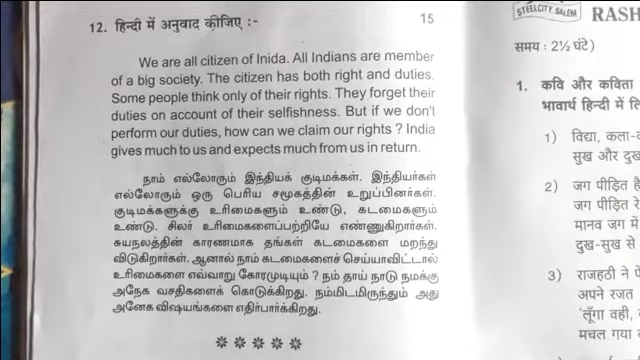 12. हिन्दी में अनुवाद कीजिए :- 15
We are all citizen of Inida. All Indians are member
of a big society. The citizen has both right and duties.
Some people think only of their rights. They forget their
duties on account of their selfishness. But if we don't
perform our duties, how can we claim our rights ? India
gives much to us and expects much from us in return.
நாம் எல்லோரும் இந்தியக் குடிமக்கள். இந்தியர்கள்
எல்லோரும் ஒரு பெரிய சமூகத்தின் உறுப்பினர்கள்.
குடிமக்களுக்கு உரிமைகளும் உண்டு, கடமைகளும்
உண்டு. சிலர் உரிமைகளைப்பற்றியே எண்ணுகிறார்கள்.
சுயநலத்தின் காரணமாக தங்கள் கடமைகளை மறந்து
விடுகிறார்கள். ஆனால் நாம் கடமைகளைச் செய்யாவிட்டால்
உரிமைகளை எவ்வாறு கோரமுடியும் ? நம் தாய் நாடு நமக்கு
அநேக வசதிகளைக் கொடுக்கிறது. நம்மிடமிருந்தும் அது
அனேக விஷயங்களை எதிர்பார்க்கிறது.
STEELCITY, SALEM
RASH
समय : 2½ घंटे)
1. कवि और कविता
भावार्थ हिन्दी में
1) विद्या,
सुख और दुख
2) जग पीड़ित है
जग पीड़ित रे
मानव जग में
दुख-सुख से
3) राजहठी ने
अपने रजत
'लूँगा वही,
मचल गया